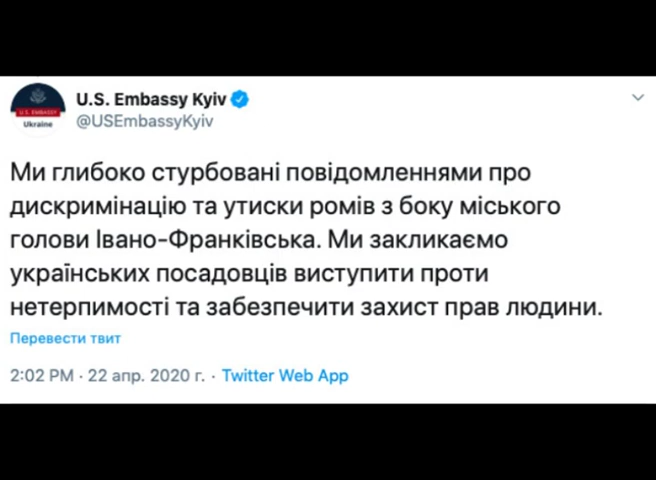 U.S. Embassy Kyiv
@USEmbassyKyiv
U.S. EMBASSY
Ukraine
Ми глибоко стурбовані повідомленнями про
дискримінацію та утиски ромів з боку міського
голови Івано-Франківська. Ми закликаємо
українських посадовців виступити проти
нетерпимості та забезпечити захист прав людини.
Перевести твит
2:02 PM · 22 апр. 2020 г. · Twitter Web App